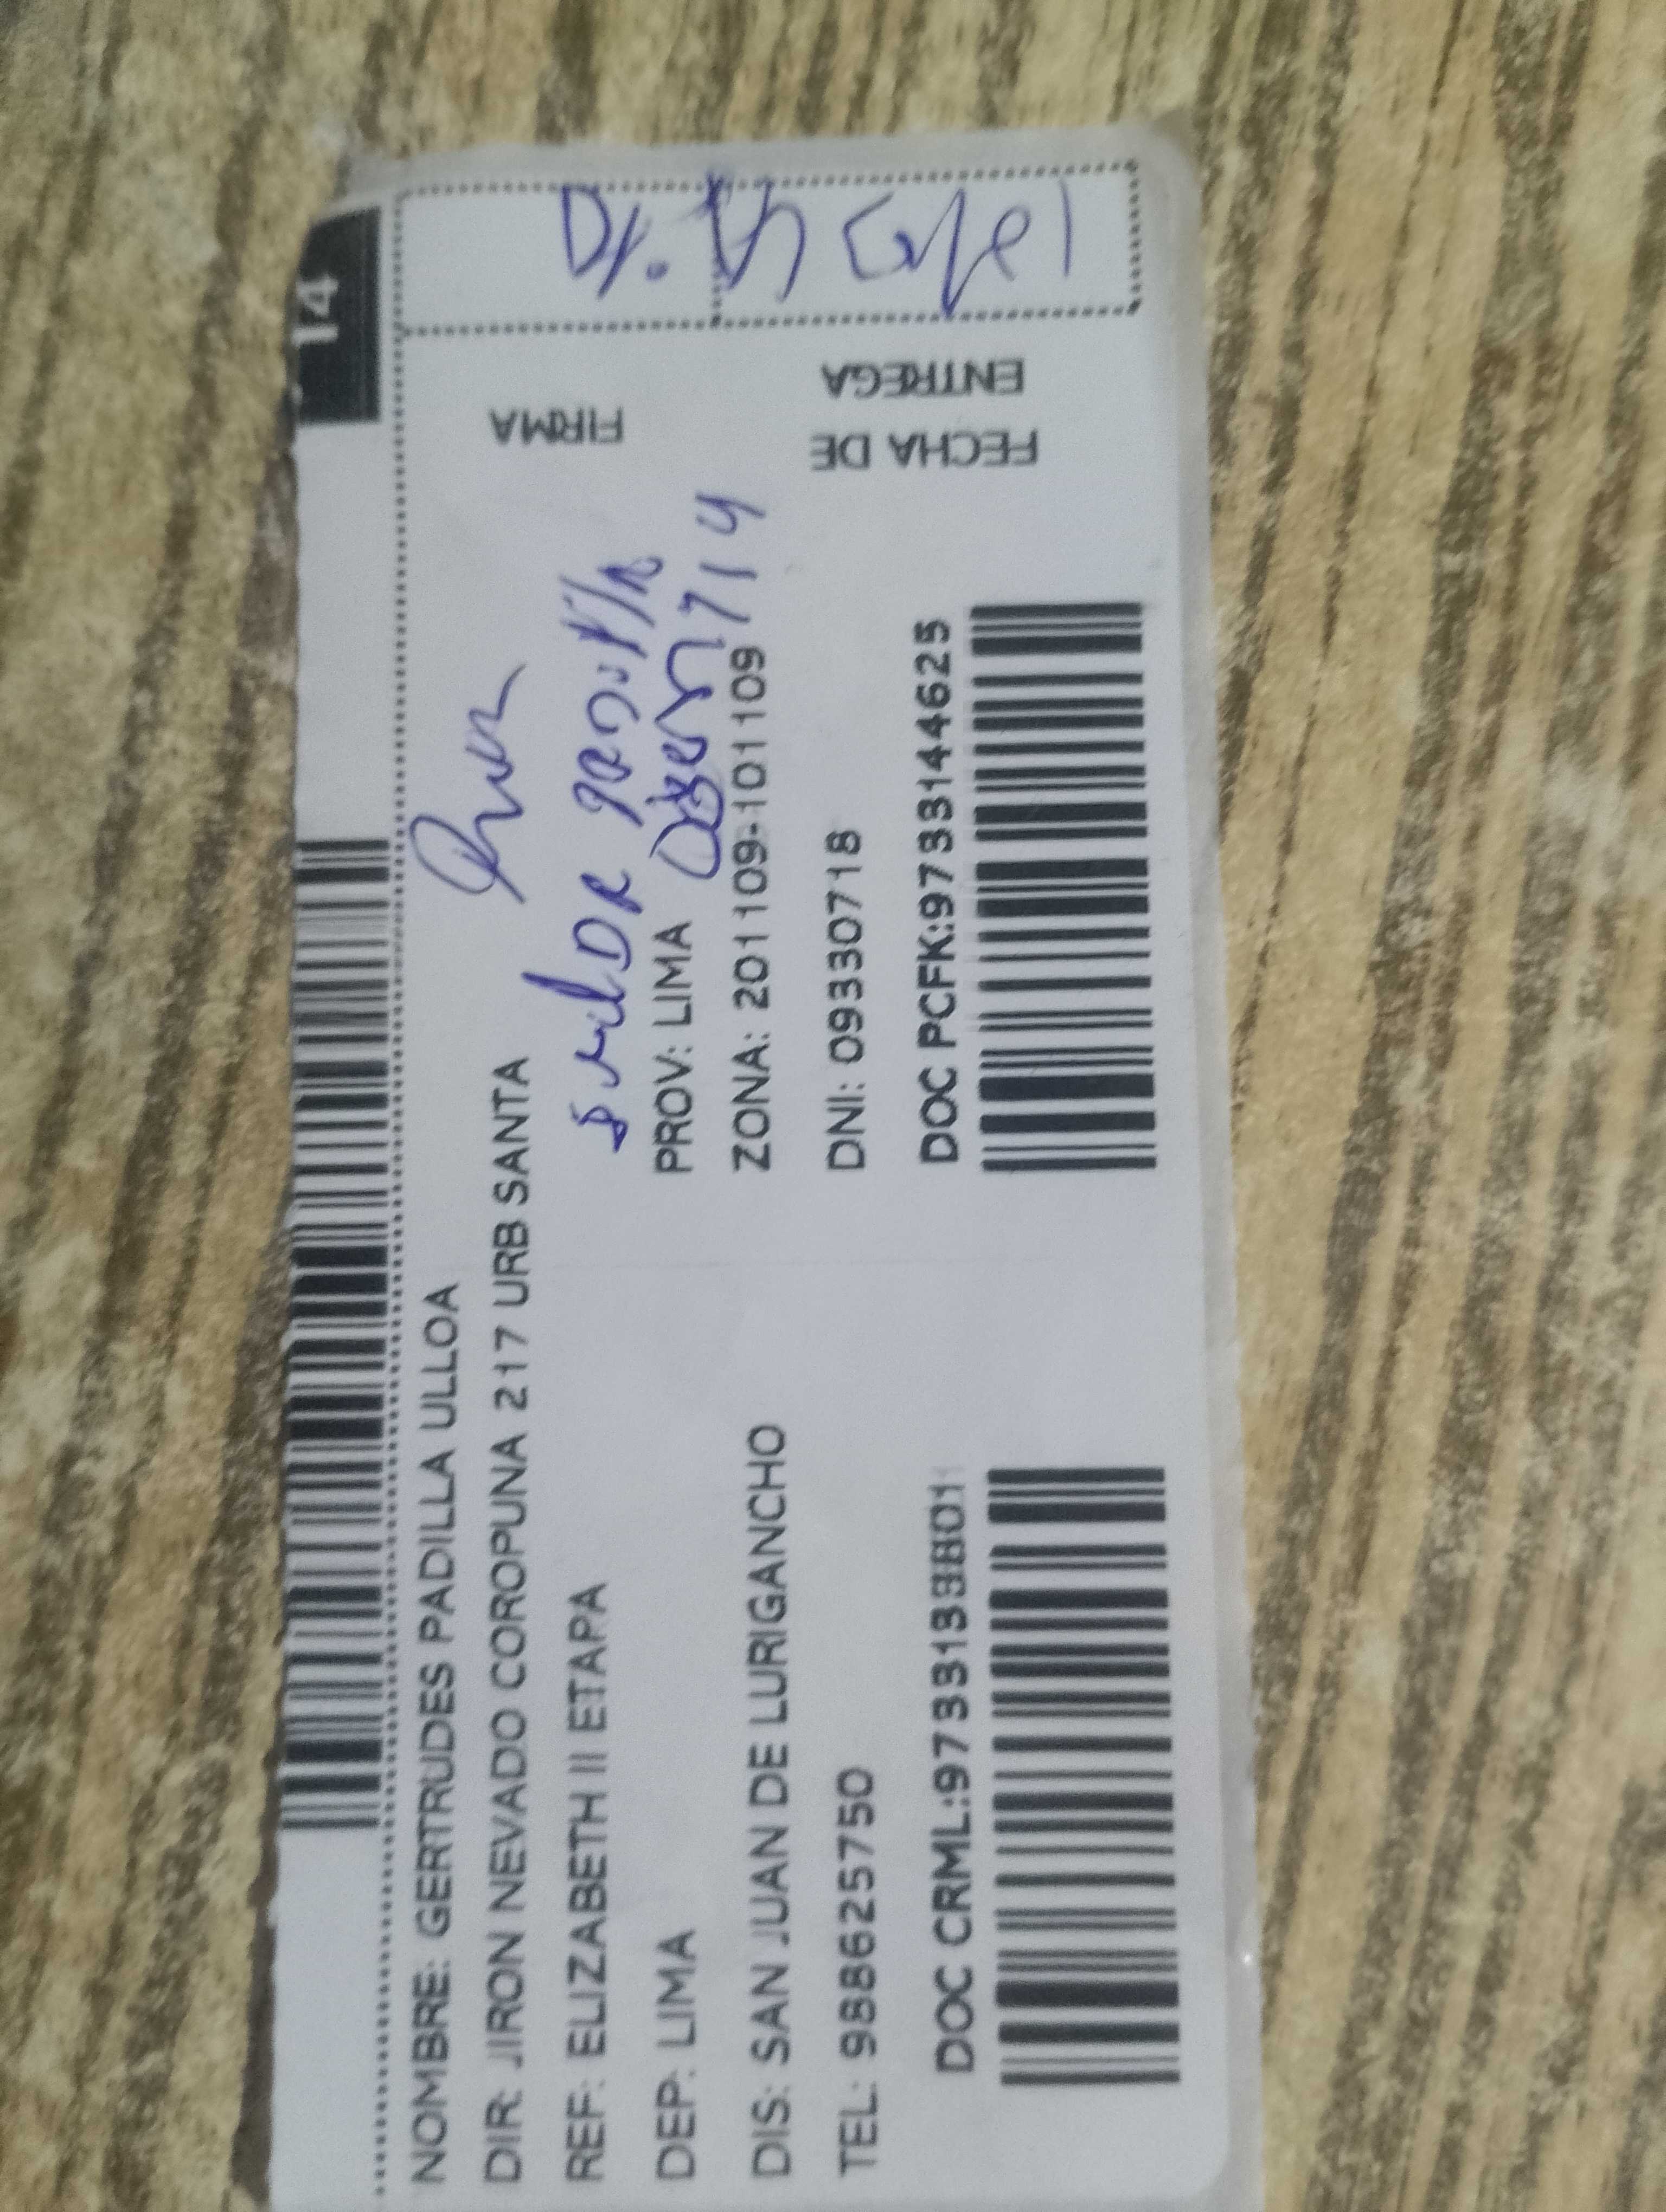 14
NOMBRE: GERTRUDES PADILLA ULLOA
DIR: JIRON NEVADO COROPUNA 217 URB SANTA
REF: ELIZABETH II ETAPA
DEP: LIMA PROV: LIMA
DIS: SAN JUAN DE LURIGANCHO ZONA: 201109-101109
TEL: 988625750 DNI: 09330718
DOC CRML:9733133801 DOC PCFK:9733144625
FECHA DE
ENTREGA
FIRMA